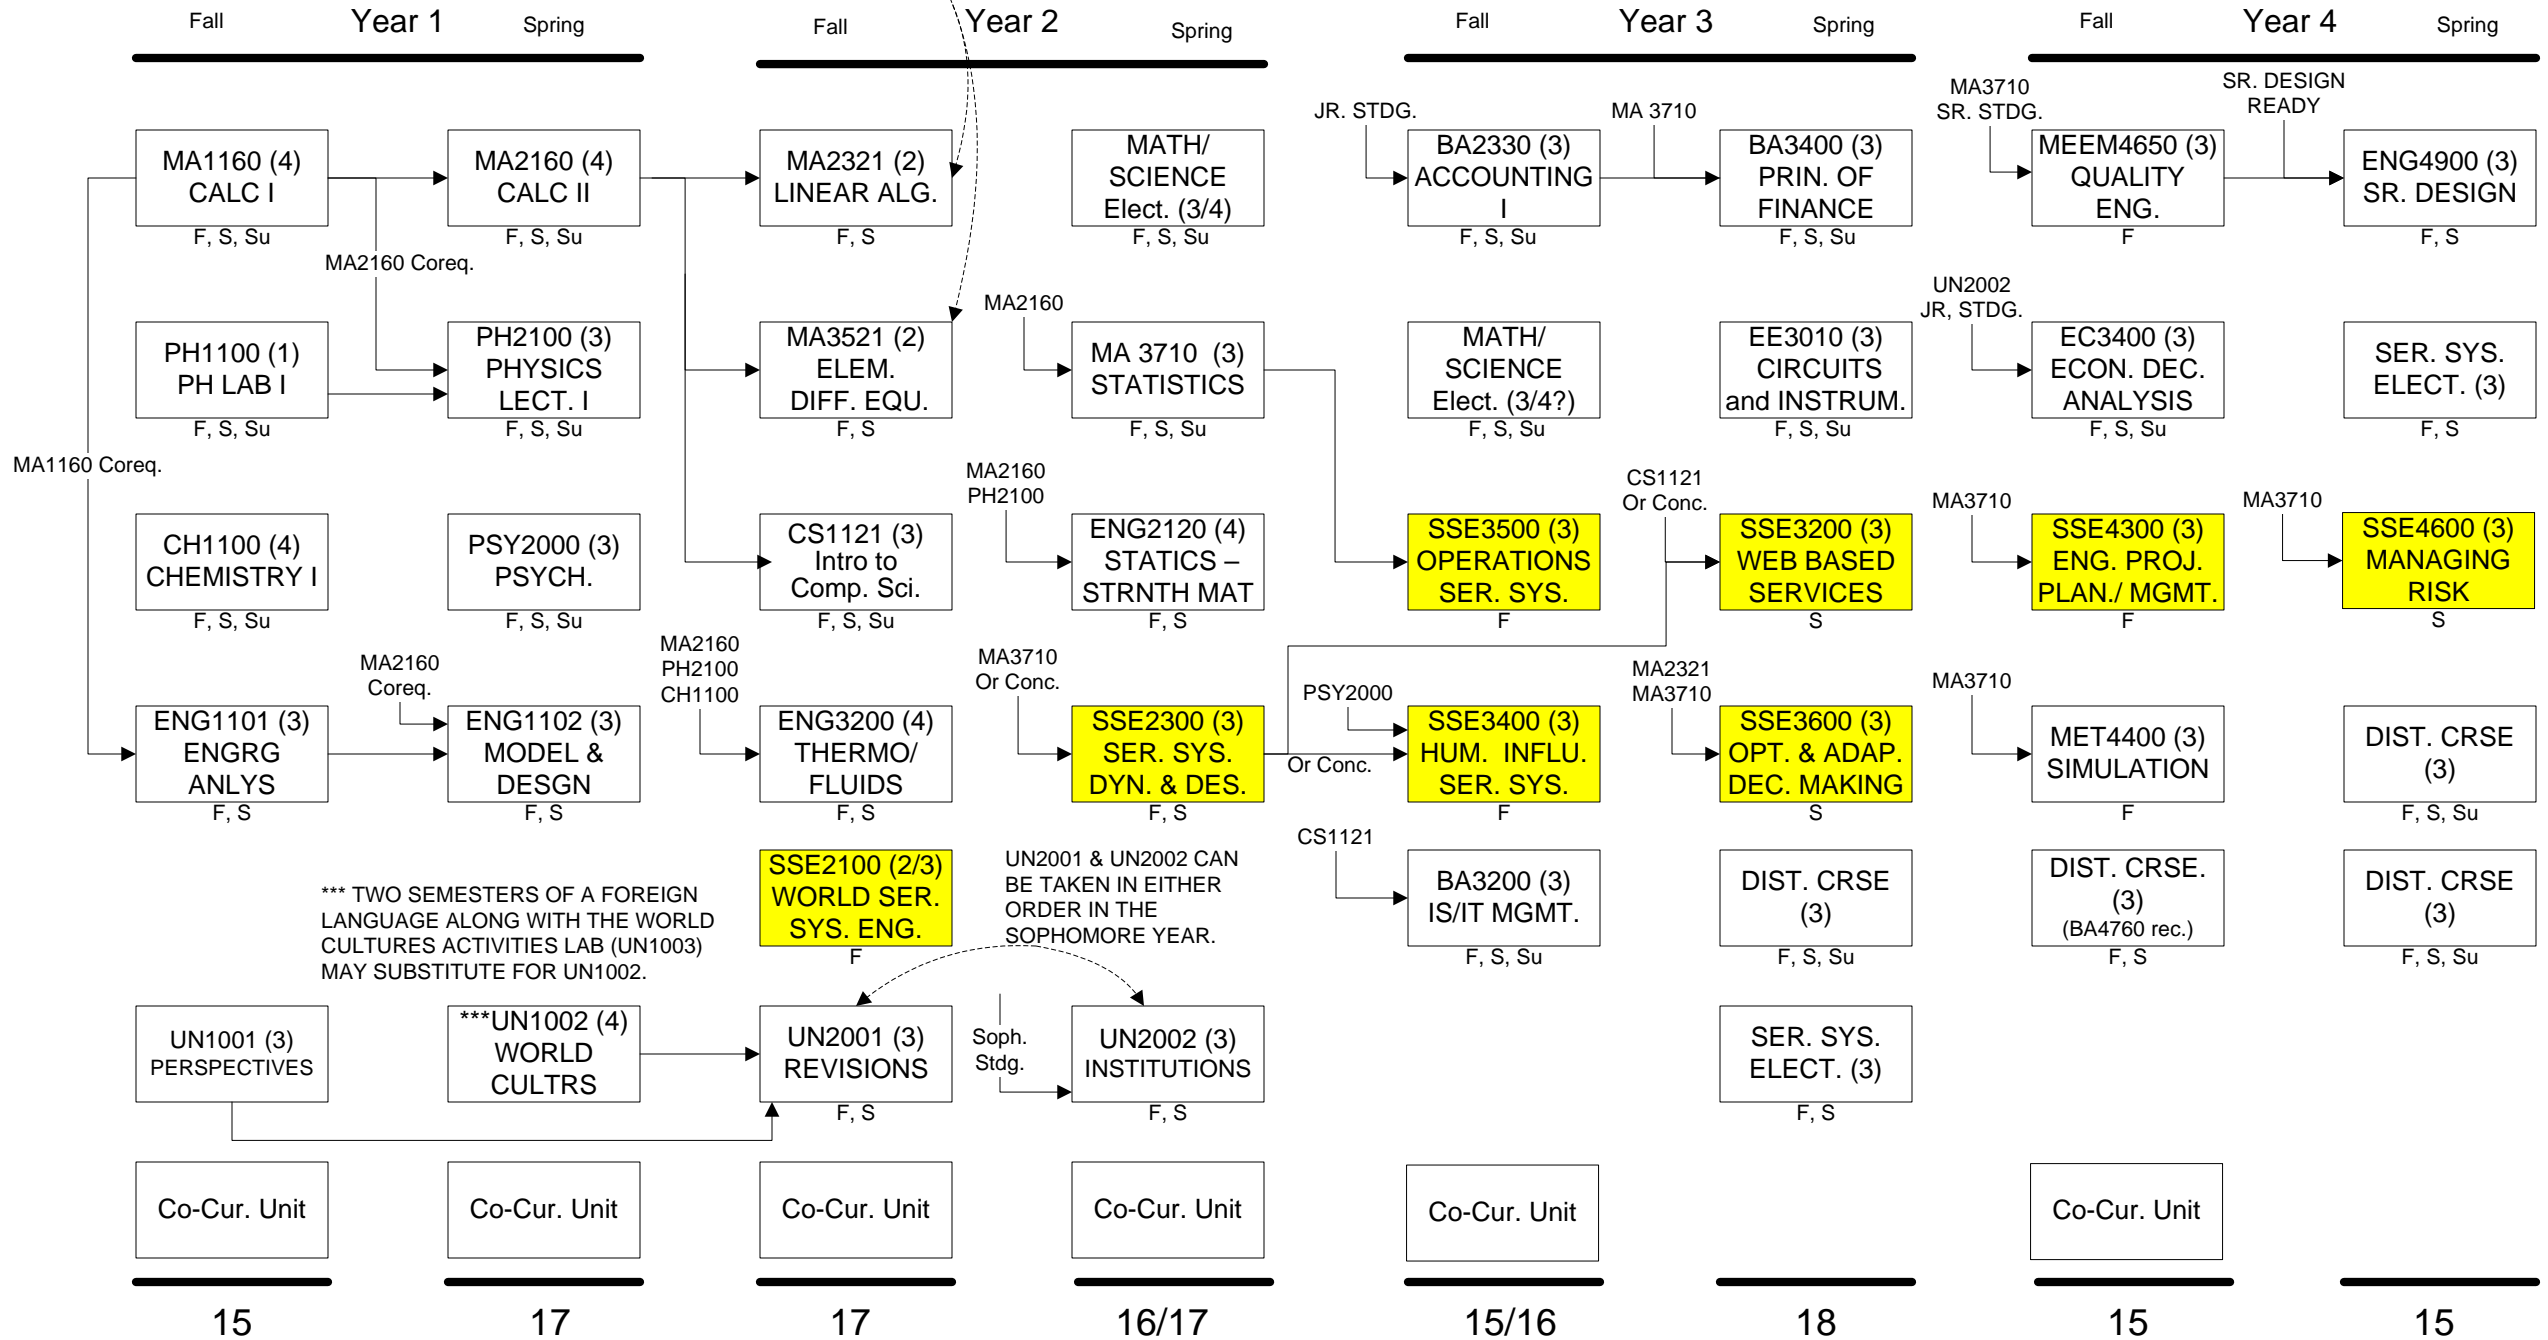 Fall
Year 1
Spring
Fall
Year 2
Spring
Fall
Year 3
Spring
Fall
Year 4
Spring
MA1160 (4)
CALC I
F, S, Su
MA2160 (4)
CALC II
F, S, Su
MA2321 (2)
LINEAR ALG.
F, S
MATH/
SCIENCE
Elect. (3/4)
F, S, Su
JR. STDG.
BA2330 (3)
ACCOUNTING
I
F, S, Su
MA 3710
BA3400 (3)
PRIN. OF
FINANCE
F, S, Su
MA3710
SR. STDG.
MEEM4650 (3)
QUALITY
ENG.
F
SR. DESIGN
READY
ENG4900 (3)
SR. DESIGN
F, S
MA2160 Coreq.
PH1100 (1)
PH LAB I
F, S, Su
PH2100 (3)
PHYSICS
LECT. I
F, S, Su
MA3521 (2)
ELEM.
DIFF. EQU.
F, S
MA2160
MA 3710  (3)
STATISTICS
F, S, Su
MATH/
SCIENCE
Elect. (3/4?)
F, S, Su
EE3010 (3)
CIRCUITS
and INSTRUM.
F, S, Su
UN2002
JR, STDG.
EC3400 (3)
ECON. DEC.
ANALYSIS
F, S, Su
SER. SYS.
ELECT. (3)
F, S
MA1160 Coreq.
CH1100 (4)
CHEMISTRY I
F, S, Su
PSY2000 (3)
PSYCH.
F, S, Su
CS1121 (3)
Intro to
Comp. Sci.
F, S, Su
MA2160
PH2100
ENG2120 (4)
STATICS –
STRNTH MAT
F, S
SSE3500 (3)
OPERATIONS
SER. SYS.
F
CS1121
Or Conc.
SSE3200 (3)
WEB BASED
SERVICES
S
MA3710
SSE4300 (3)
ENG. PROJ.
PLAN./ MGMT.
F
MA3710
SSE4600 (3)
MANAGING
RISK
S
ENG1101 (3)
ENGRG
ANLYS
F, S
MA2160
Coreq.
ENG1102 (3)
MODEL &
DESGN
F, S
MA2160
PH2100
CH1100
ENG3200 (4)
THERMO/
FLUIDS
F, S
MA3710
Or Conc.
SSE2300 (3)
SER. SYS.
DYN. & DES.
F, S
PSY2000
Or Conc.
SSE3400 (3)
HUM.  INFLU.
SER. SYS.
F
MA2321
MA3710
SSE3600 (3)
OPT. & ADAP.
DEC. MAKING
S
MA3710
MET4400 (3)
SIMULATION
F
DIST. CRSE
(3)
F, S, Su
*** TWO SEMESTERS OF A FOREIGN
LANGUAGE ALONG WITH THE WORLD
CULTURES ACTIVITIES LAB (UN1003)
MAY SUBSTITUTE FOR UN1002.
SSE2100 (2/3)
WORLD SER.
SYS. ENG.
F
UN2001 & UN2002 CAN
BE TAKEN IN EITHER
ORDER IN THE
SOPHOMORE YEAR.
CS1121
BA3200 (3)
IS/IT MGMT.
F, S, Su
DIST. CRSE
(3)
F, S, Su
DIST. CRSE.
(3)
(BA4760 rec.)
F, S
DIST. CRSE
(3)
F, S, Su
UN1001 (3)
PERSPECTIVES
***UN1002 (4)
WORLD
CULTRS
UN2001 (3)
REVISIONS
F, S
Soph.
Stdg.
UN2002 (3)
INSTITUTIONS
F, S
SER. SYS.
ELECT. (3)
F, S
Co-Cur. Unit
Co-Cur. Unit
Co-Cur. Unit
Co-Cur. Unit
Co-Cur. Unit
Co-Cur. Unit
15
17
17
16/17
15/16
18
15
15